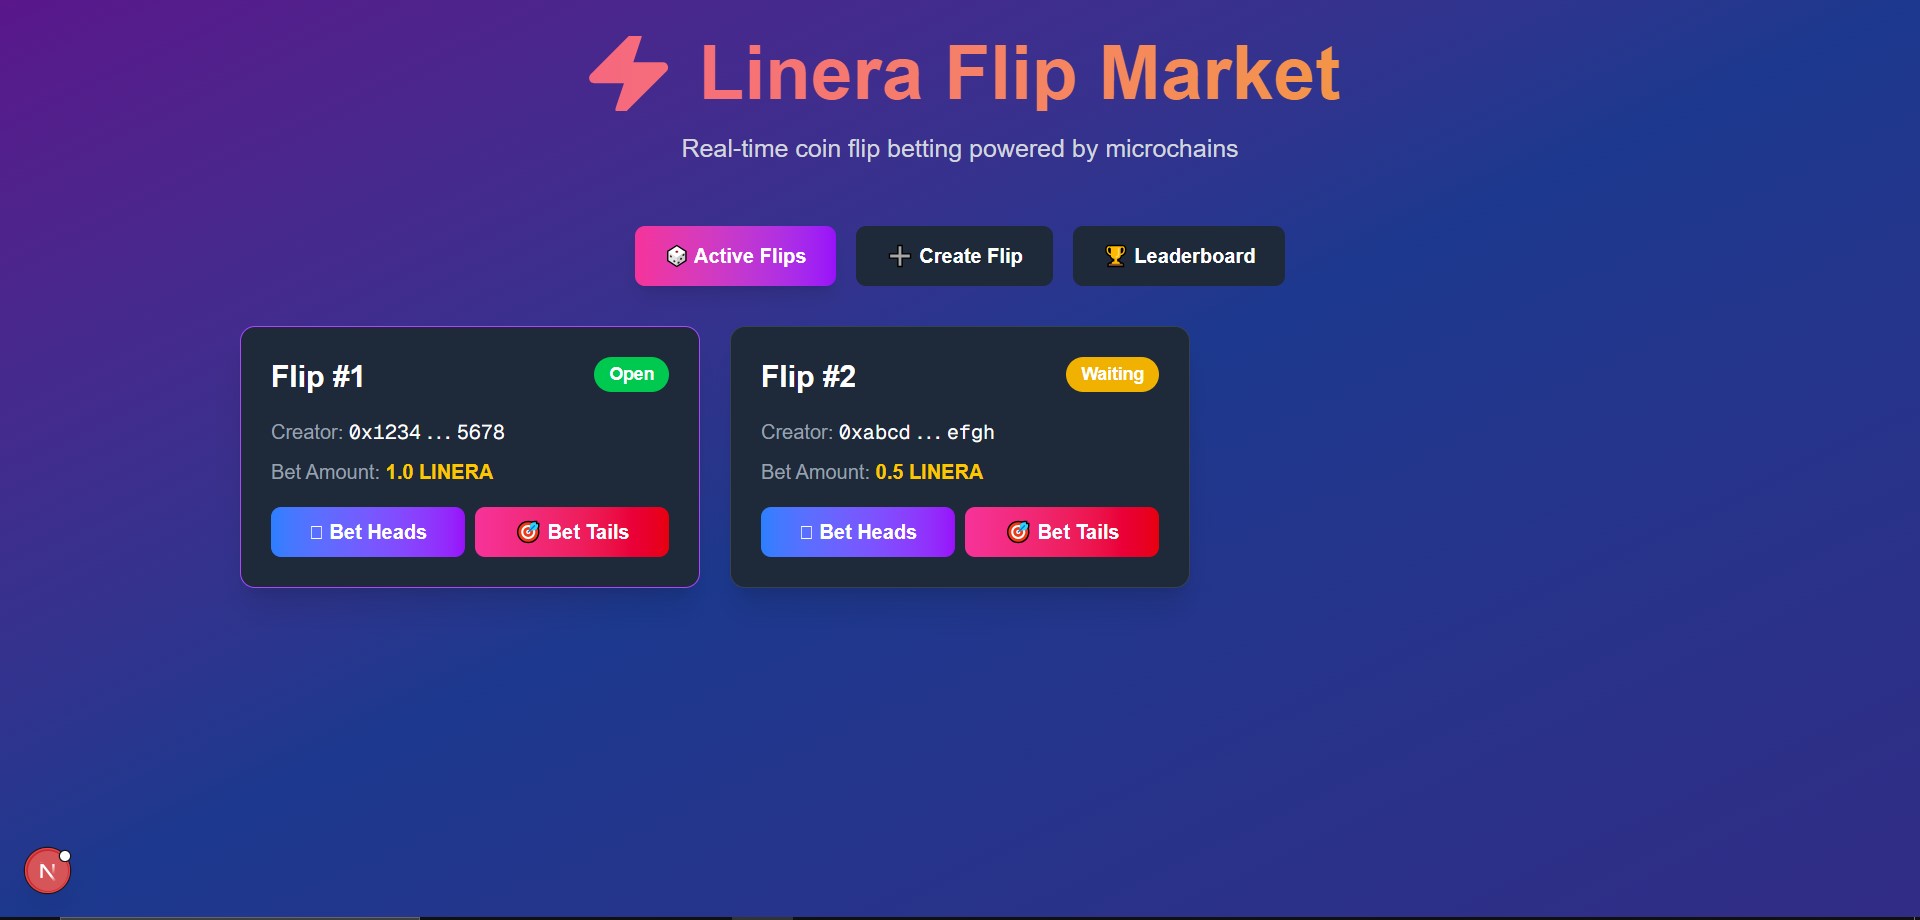 Linera Flip Market
Real-time coin flip betting powered by microchains
🎲 Active Flips
➕ Create Flip
🏆 Leaderboard
Flip #1
Open
Creator: 0x1234...5678
Bet Amount: 1.0 LINERA
Bet Heads
🎯 Bet Tails
Flip #2
Waiting
Creator: 0xabcd...efgh
Bet Amount: 0.5 LINERA
Bet Heads
🎯 Bet Tails
N